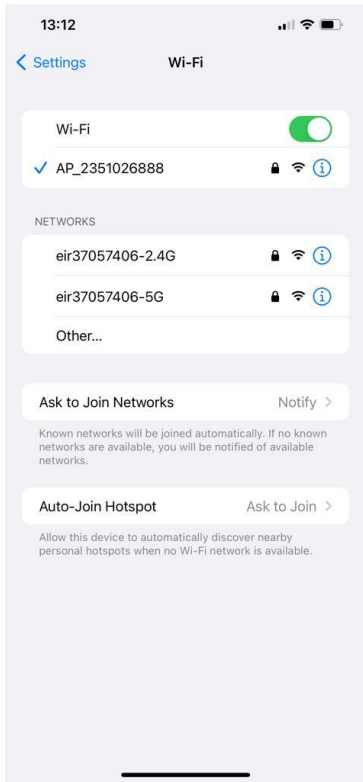 13:12
Settings
Wi-Fi
Wi-Fi
AP_2351026888
NETWORKS
eir37057406-2.4G
eir37057406-5G
Other...
Ask to Join Networks Notify
Known networks will be joined automatically. If no known
networks are available, you will be notified of available
networks.
Auto-Join Hotspot Ask to Join
Allow this device to automatically discover nearby
personal hotspots when no Wi-Fi network is available.